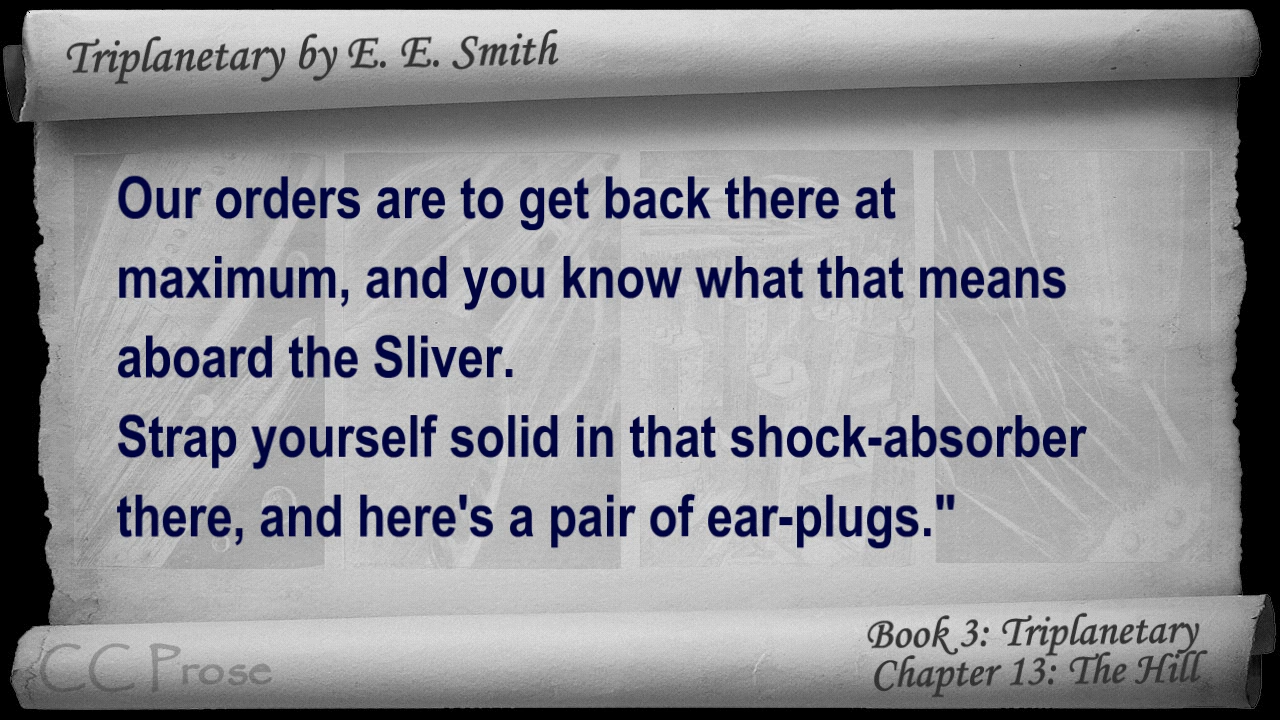 Triplanetary by E. E. Smith
Our orders are to get back there at
maximum, and you know what that means
aboard the Sliver.
Strap yourself solid in that shock-absorber
there, and here's a pair of ear-plugs."
Book 3: Triplanetary
Chapter 13: The Hill
CC Prose